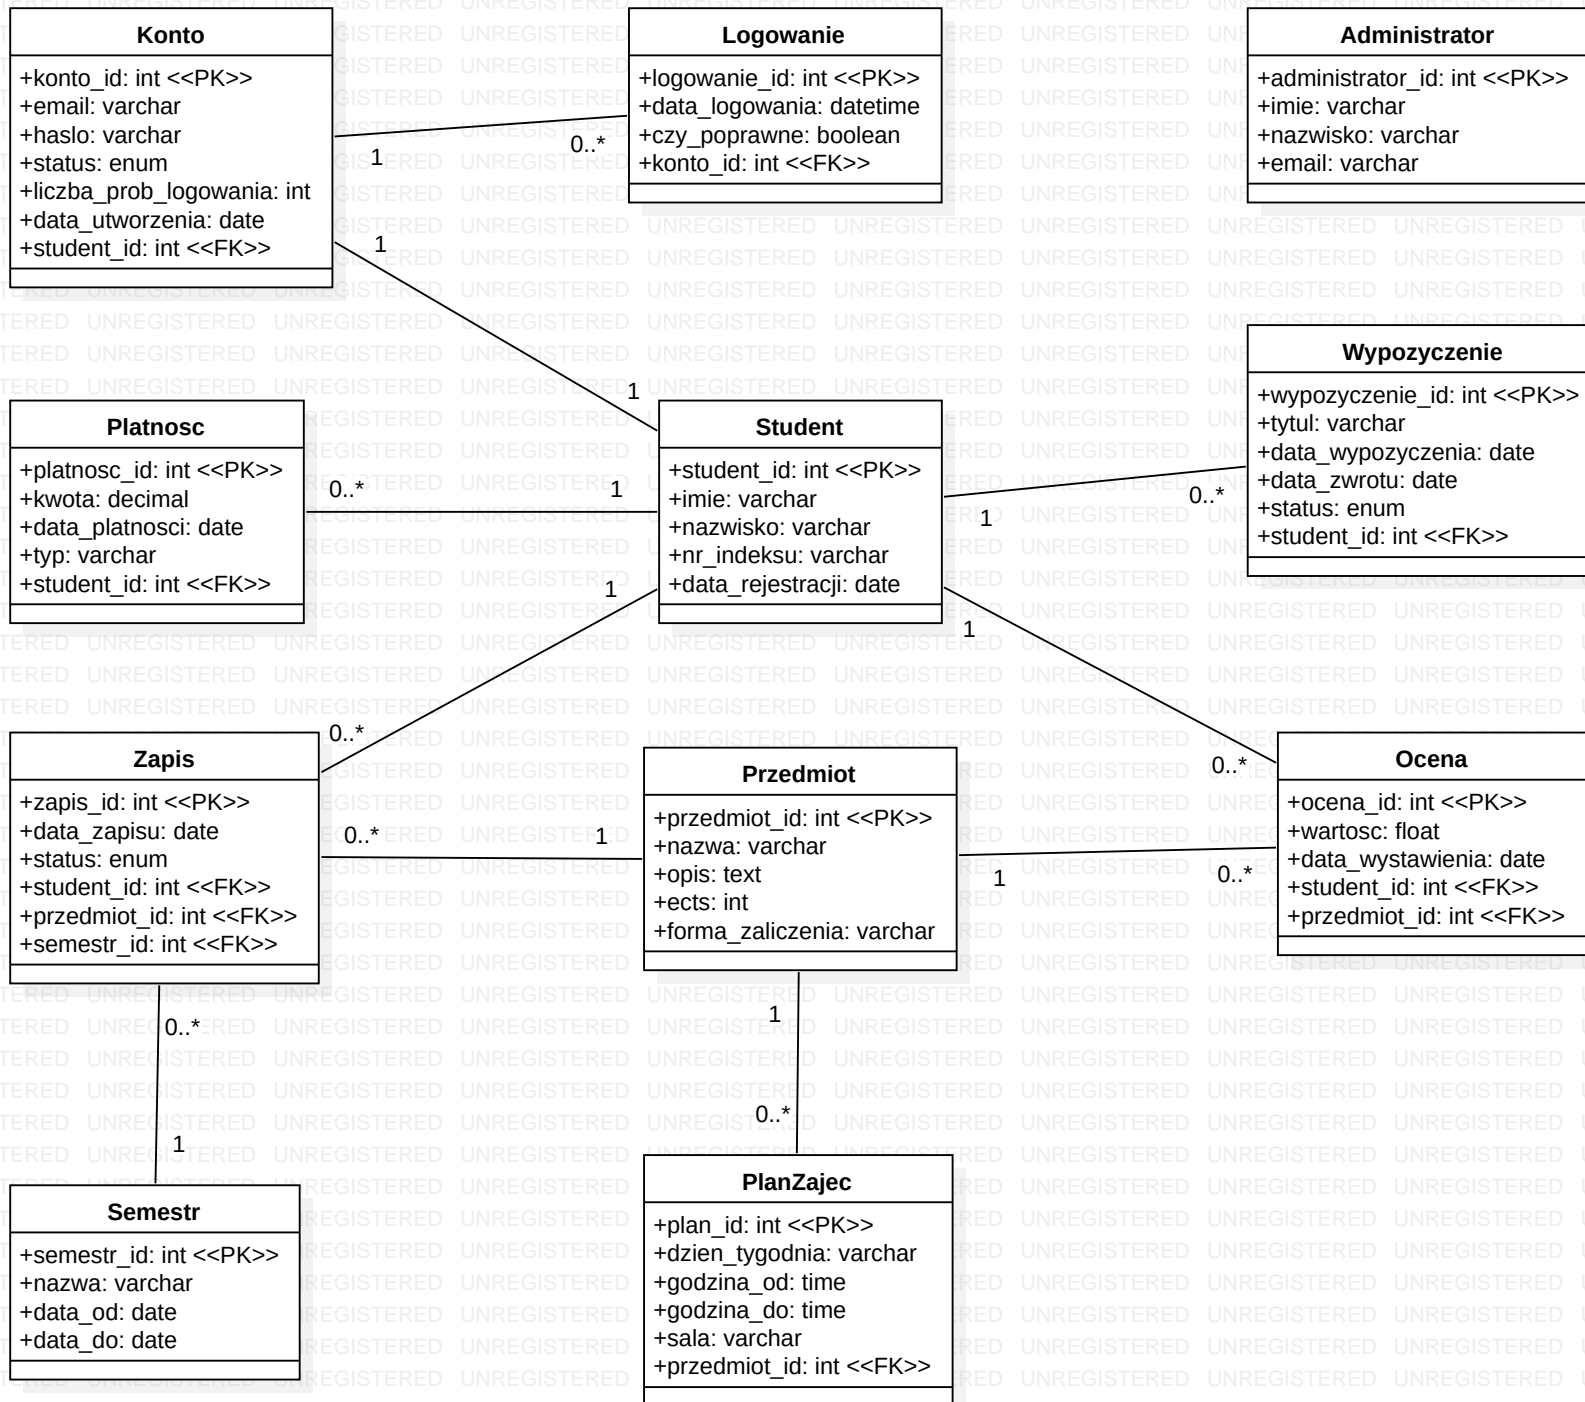 Konto
+konto_id: int <<PK>>
+email: varchar
+haslo: varchar
+status: enum
+liczba_prob_logowania: int
+data_utworzenia: date
+student_id: int <<FK>>
1
0..*
Logowanie
+logowanie_id: int <<PK>>
+data_logowania: datetime
+czy_poprawne: boolean
+konto_id: int <<FK>>
Administrator
+administrator_id: int <<PK>>
+imie: varchar
+nazwisko: varchar
+email: varchar
1
1
Platnosc
+platnosc_id: int <<PK>>
+kwota: decimal
+data_platnosci: date
+typ: varchar
+student_id: int <<FK>>
0..*
1
Student
+student_id: int <<PK>>
+imie: varchar
+nazwisko: varchar
+nr_indeksu: varchar
+data_rejestracji: date
1
0..*
Wypozyczenie
+wypozyczenie_id: int <<PK>>
+tytul: varchar
+data_wypozyczenia: date
+data_zwrotu: date
+status: enum
+student_id: int <<FK>>
1
0..*
1
0..*
Zapis
+zapis_id: int <<PK>>
+data_zapisu: date
+status: enum
+student_id: int <<FK>>
+przedmiot_id: int <<FK>>
+semestr_id: int <<FK>>
0..*
1
Przedmiot
+przedmiot_id: int <<PK>>
+nazwa: varchar
+opis: text
+ects: int
+forma_zaliczenia: varchar
1
0..*
Ocena
+ocena_id: int <<PK>>
+wartosc: float
+data_wystawienia: date
+student_id: int <<FK>>
+przedmiot_id: int <<FK>>
0..*
1
1
0..*
Semestr
+semestr_id: int <<PK>>
+nazwa: varchar
+data_od: date
+data_do: date
PlanZajec
+plan_id: int <<PK>>
+dzien_tygodnia: varchar
+godzina_od: time
+godzina_do: time
+sala: varchar
+przedmiot_id: int <<FK>>
UNREGISTERED